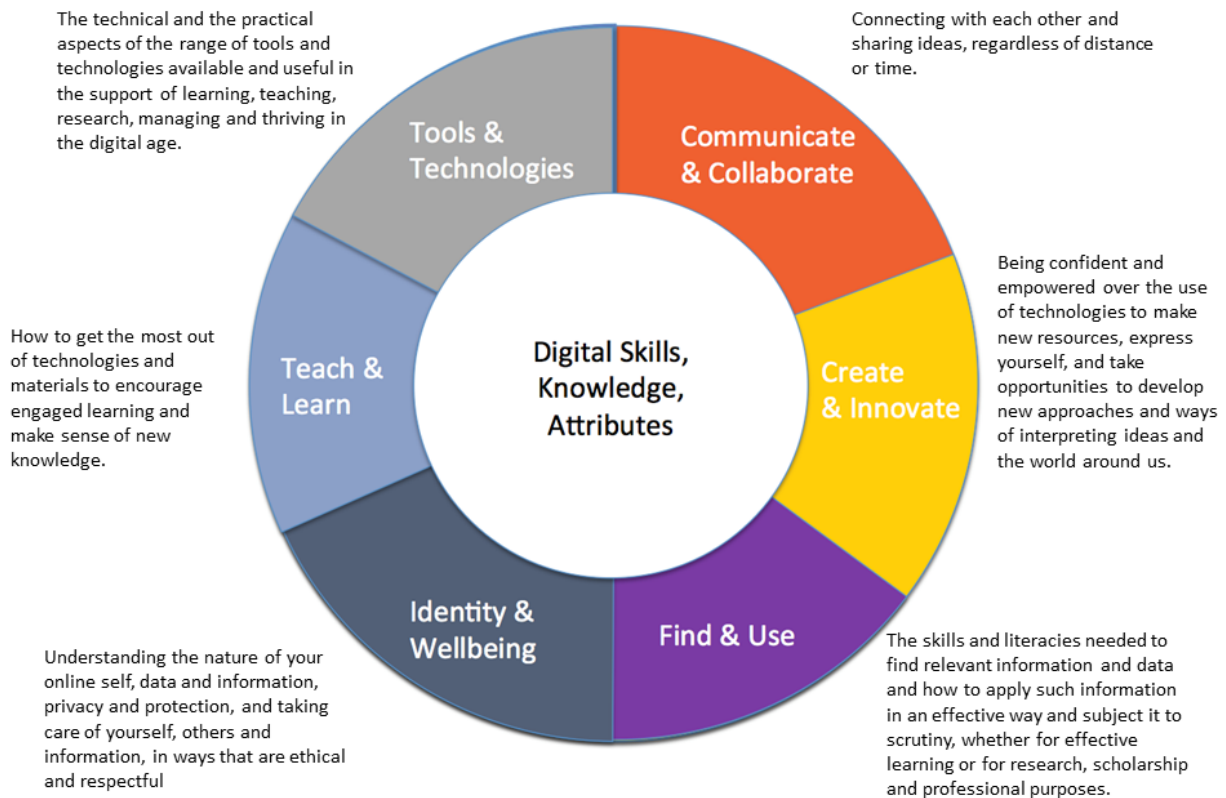 The technical and the practical
aspects of the range of tools and
technologies available and useful in
the support of learning, teaching,
research, managing and thriving in
the digital age.
Connecting with each other and
sharing ideas, regardless of distance
or time.
Tools &
Technologies
Communicate
& Collaborate
Being confident and
empowered over the use
of technologies to make
new resources, express
yourself, and take
opportunities to develop
new approaches and ways
of interpreting ideas and
the world around us.
How to get the most out
of technologies and
materials to encourage
engaged learning and
make sense of new
knowledge.
Teach &
Learn
Digital Skills,
Knowledge,
Attributes
Create
& Innovate
Identity &
Wellbeing
Find & Use
Understanding the nature of your
online self, data and information,
privacy and protection, and taking
care of yourself, others and
information, in ways that are ethical
and respectful
The skills and literacies needed to
find relevant information and data
and how to apply such information
in an effective way and subject it to
scrutiny, whether for effective
learning or for research, scholarship
and professional purposes.